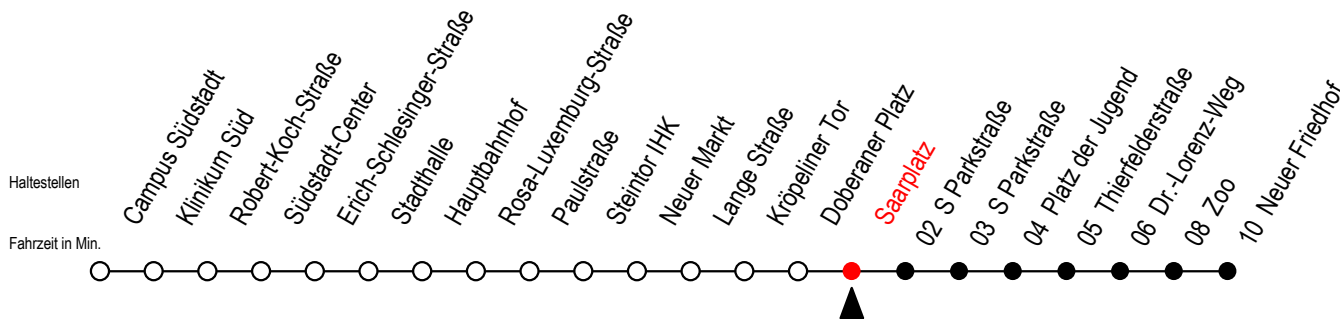 Haltestellen
Fahrzeit in Min.
Campus Südstadt
Klinikum Süd
Robert-Koch-Straße
Südstadt-Center
Erich-Schlesinger-Straße
Stadthalle
Hauptbahnhof
Rosa-Luxemburg-Straße
Paulstraße
Steintor IHK
Neuer Markt
Lange Straße
Kröpeliner Tor
Doberaner Platz
Saarplatz
02 S Parkstraße
03 S Parkstraße
04 Platz der Jugend
05 Thierfelderstraße
06 Dr.-Lorenz-Weg
08 Zoo
10 Neuer Friedhof